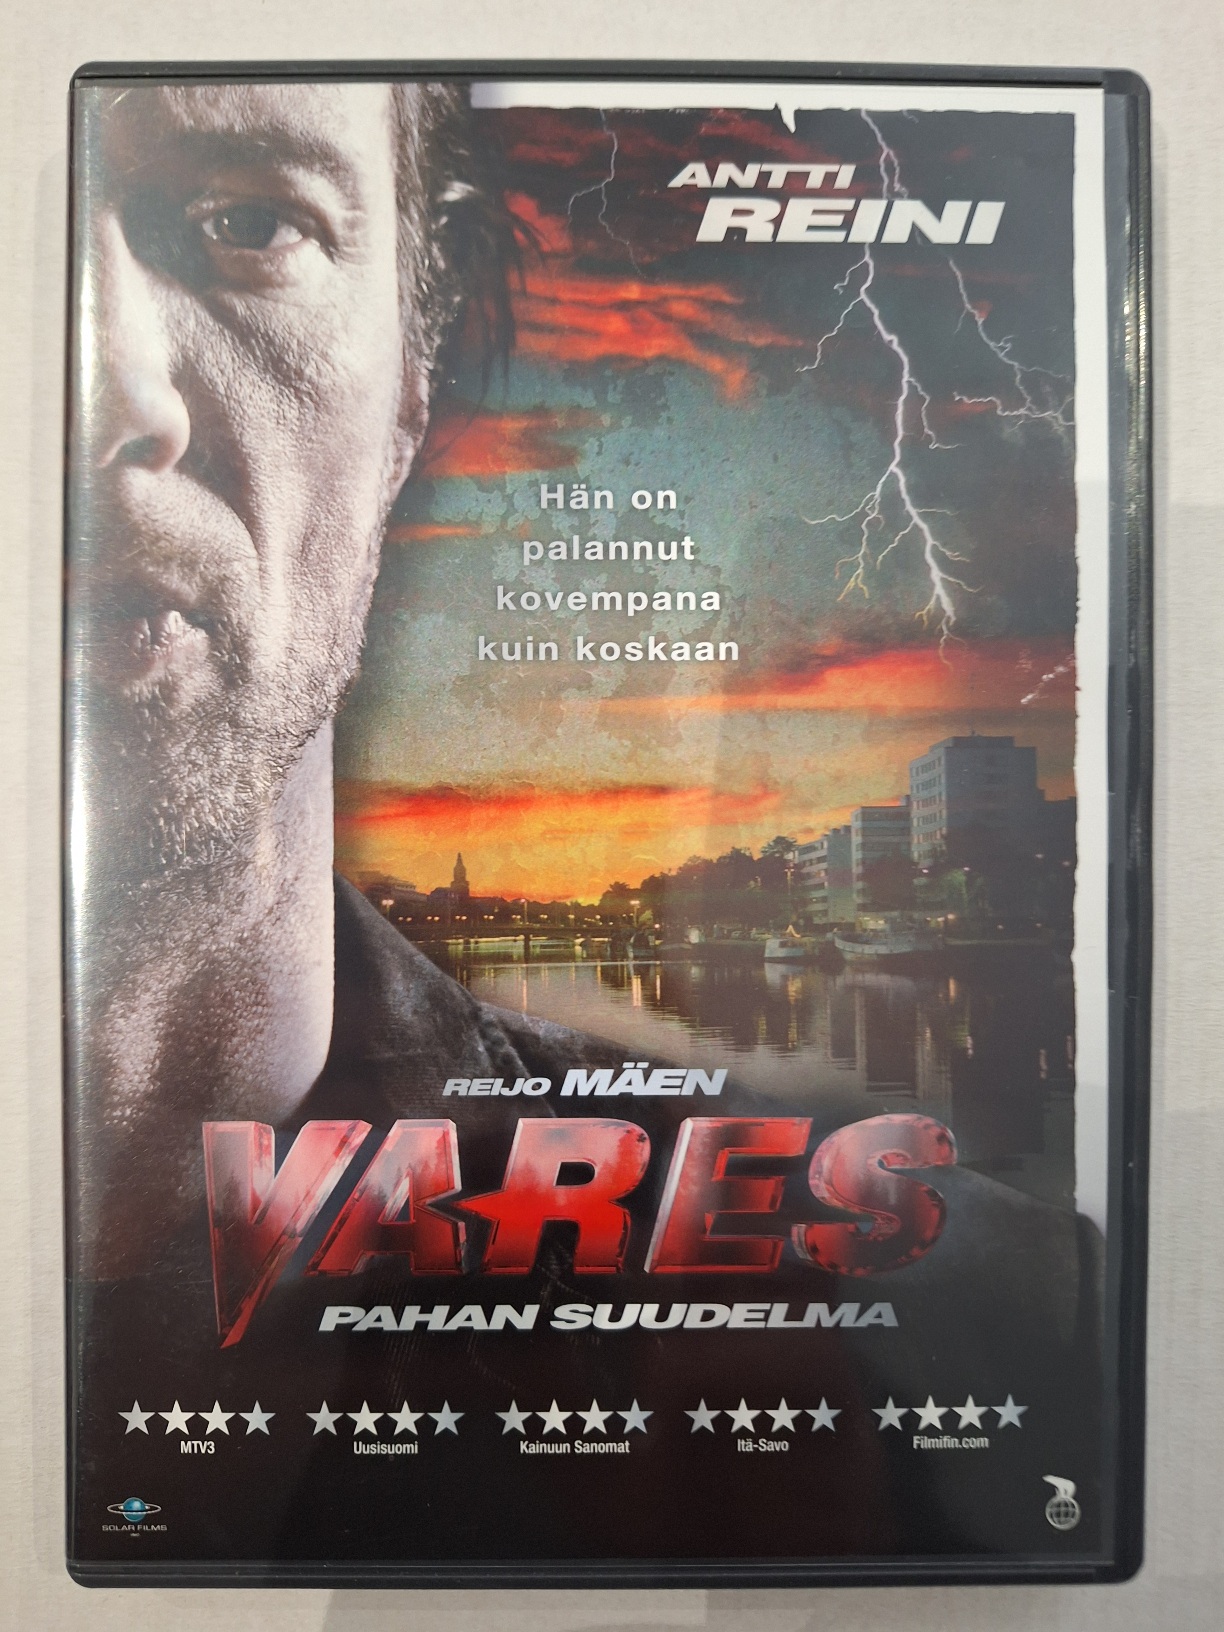 ANTTI
REINI
Hän on
palannut
kovempana
kuin koskaan
REIJO MÄEN
VARES
PAHAN SUUDELMA
MTV3
Uusisuomi
Kainuun Sanomat
Itä-Savo
Filmifin.com
SOLAR FILMS